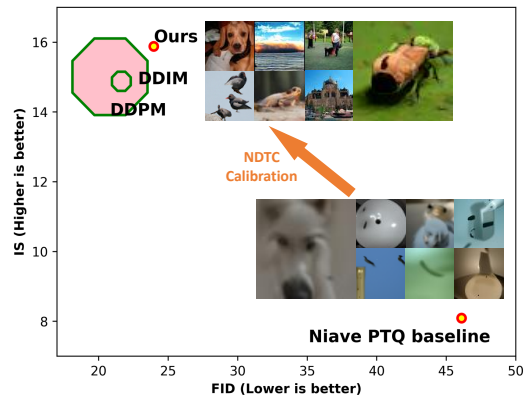 16
14
12
10
8
IS (Higher is better)
Ours
DDIM
DDPM
NDTC
Calibration
Niave PTQ baseline
20
25
30
35
40
45
50
FID (Lower is better)